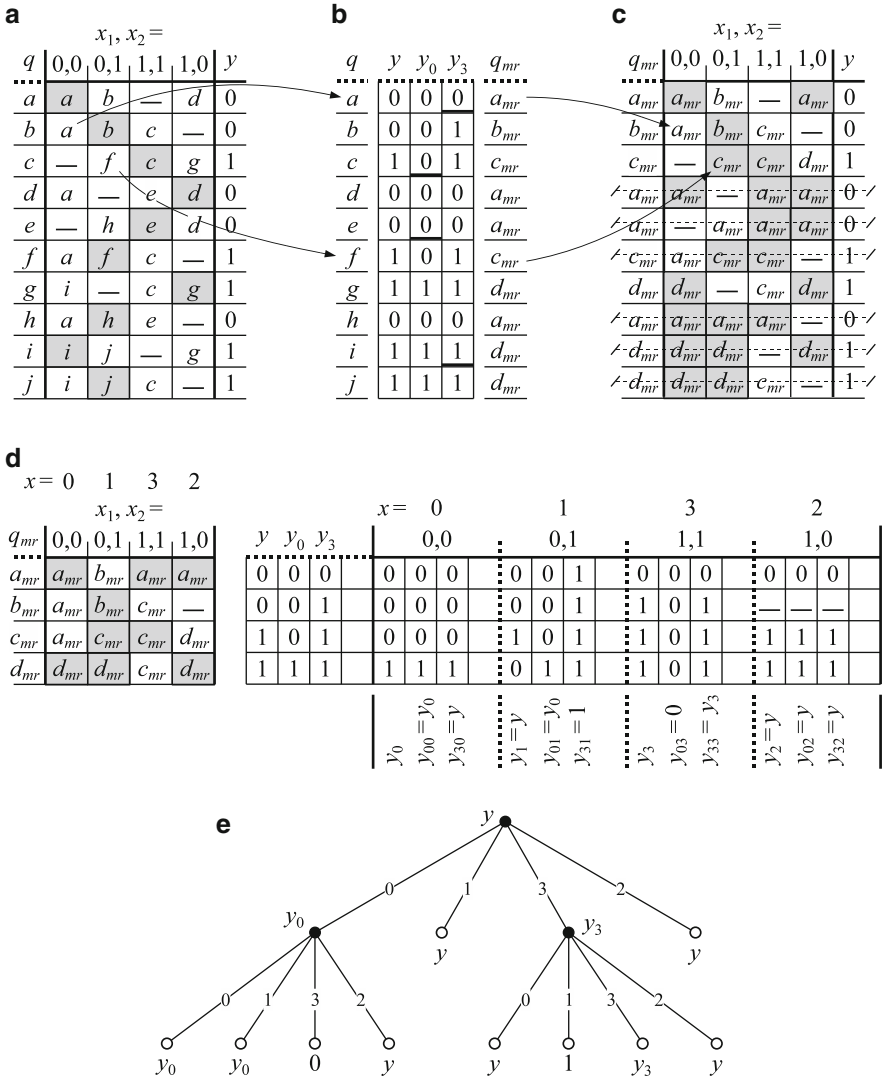 a
x1, x2 =
q 0,0 0,1 1,1 1,0 y
a a b — d 0
b a b c — 0
c — f c g 1
d a — e d 0
e — h e d 0
f a f c — 1
g i — c g 1
h a h e — 0
i i j — g 1
j i j c — 1
b
q y y0 y3 qmr
a 0 0 0 amr
b 0 0 1 bmr
c 1 0 1 cmr
d 0 0 0 amr
e 0 0 0 amr
f 1 0 1 cmr
g 1 1 1 dmr
h 0 0 0 amr
i 1 1 1 dmr
j 1 1 1 dmr
c
x1, x2 =
qmr 0,0 0,1 1,1 1,0 y
amr amr bmr — amr 0
bmr amr bmr cmr — 0
cmr — cmr cmr dmr 1
amr amr — amr amr 0
amr — amr amr amr 0
cmr amr cmr cmr — 1
dmr dmr — cmr dmr 1
amr amr amr amr — 0
dmr dmr dmr — dmr 1
dmr dmr dmr cmr — 1
d
x = 0 1 3 2
x1, x2 =
qmr 0,0 0,1 1,1 1,0
amr amr bmr amr amr
bmr amr bmr cmr —
cmr amr cmr cmr dmr
dmr dmr dmr cmr dmr
x = 0 1 3 2
y y0 y3 0,0 0,1 1,1 1,0
0 0 0 0 0 0 0 0 1 0 0 0 0 0 0
0 0 1 0 0 0 0 0 1 1 0 1 — — —
1 0 1 0 0 0 1 0 1 1 0 1 1 1 1
1 1 1 1 1 1 0 1 1 1 0 1 1 1 1
y0
y00 = y0
y30 = y
y1 = y
y01 = y0
y31 = 1
y3
y03 = 0
y33 = y3
y2 = y
y02 = y
y32 = y
e
y
0 1 3 2
y0 y y3 y
0 1 3 2 0 1 3 2
y0 y0 0 y y 1 y3 y